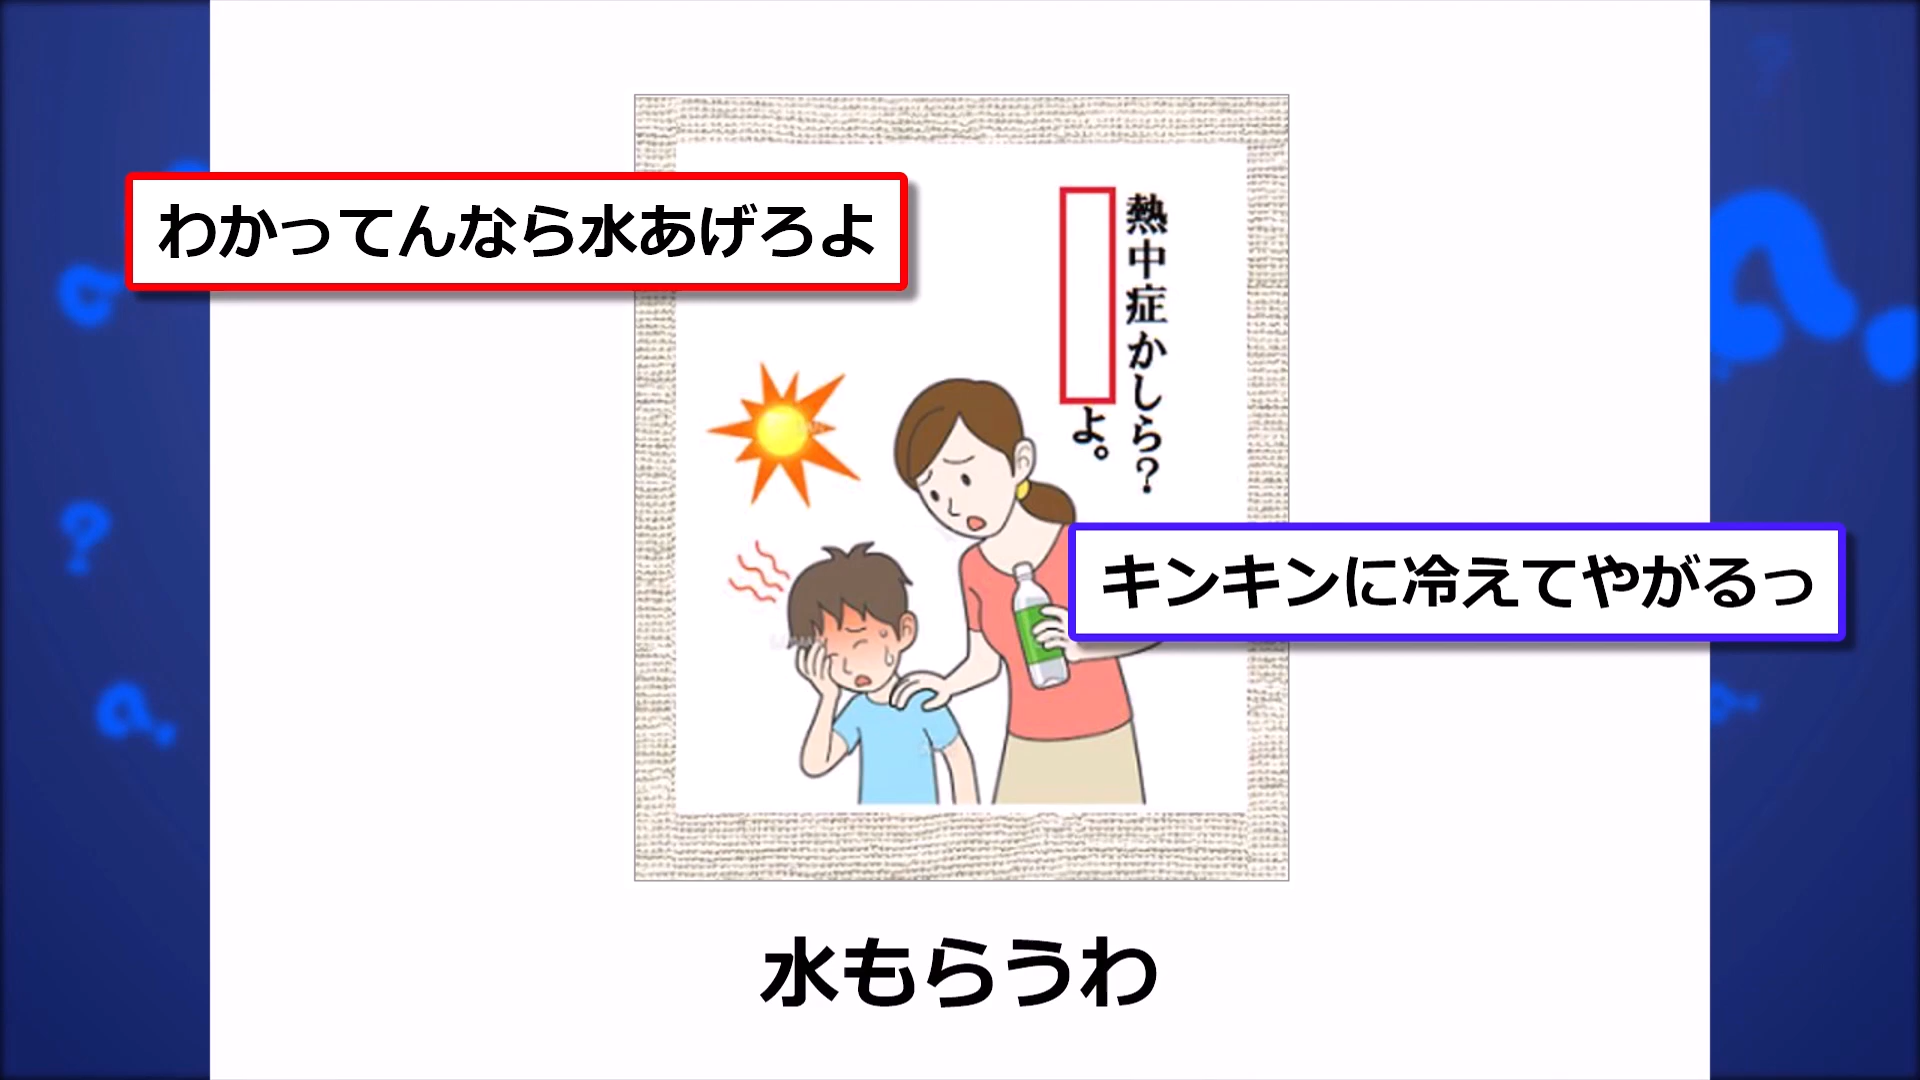 わかってんなら水あげろよ
熱中症かしら？
よ。
キンキンに冷えてやがるっ
水もらうわ